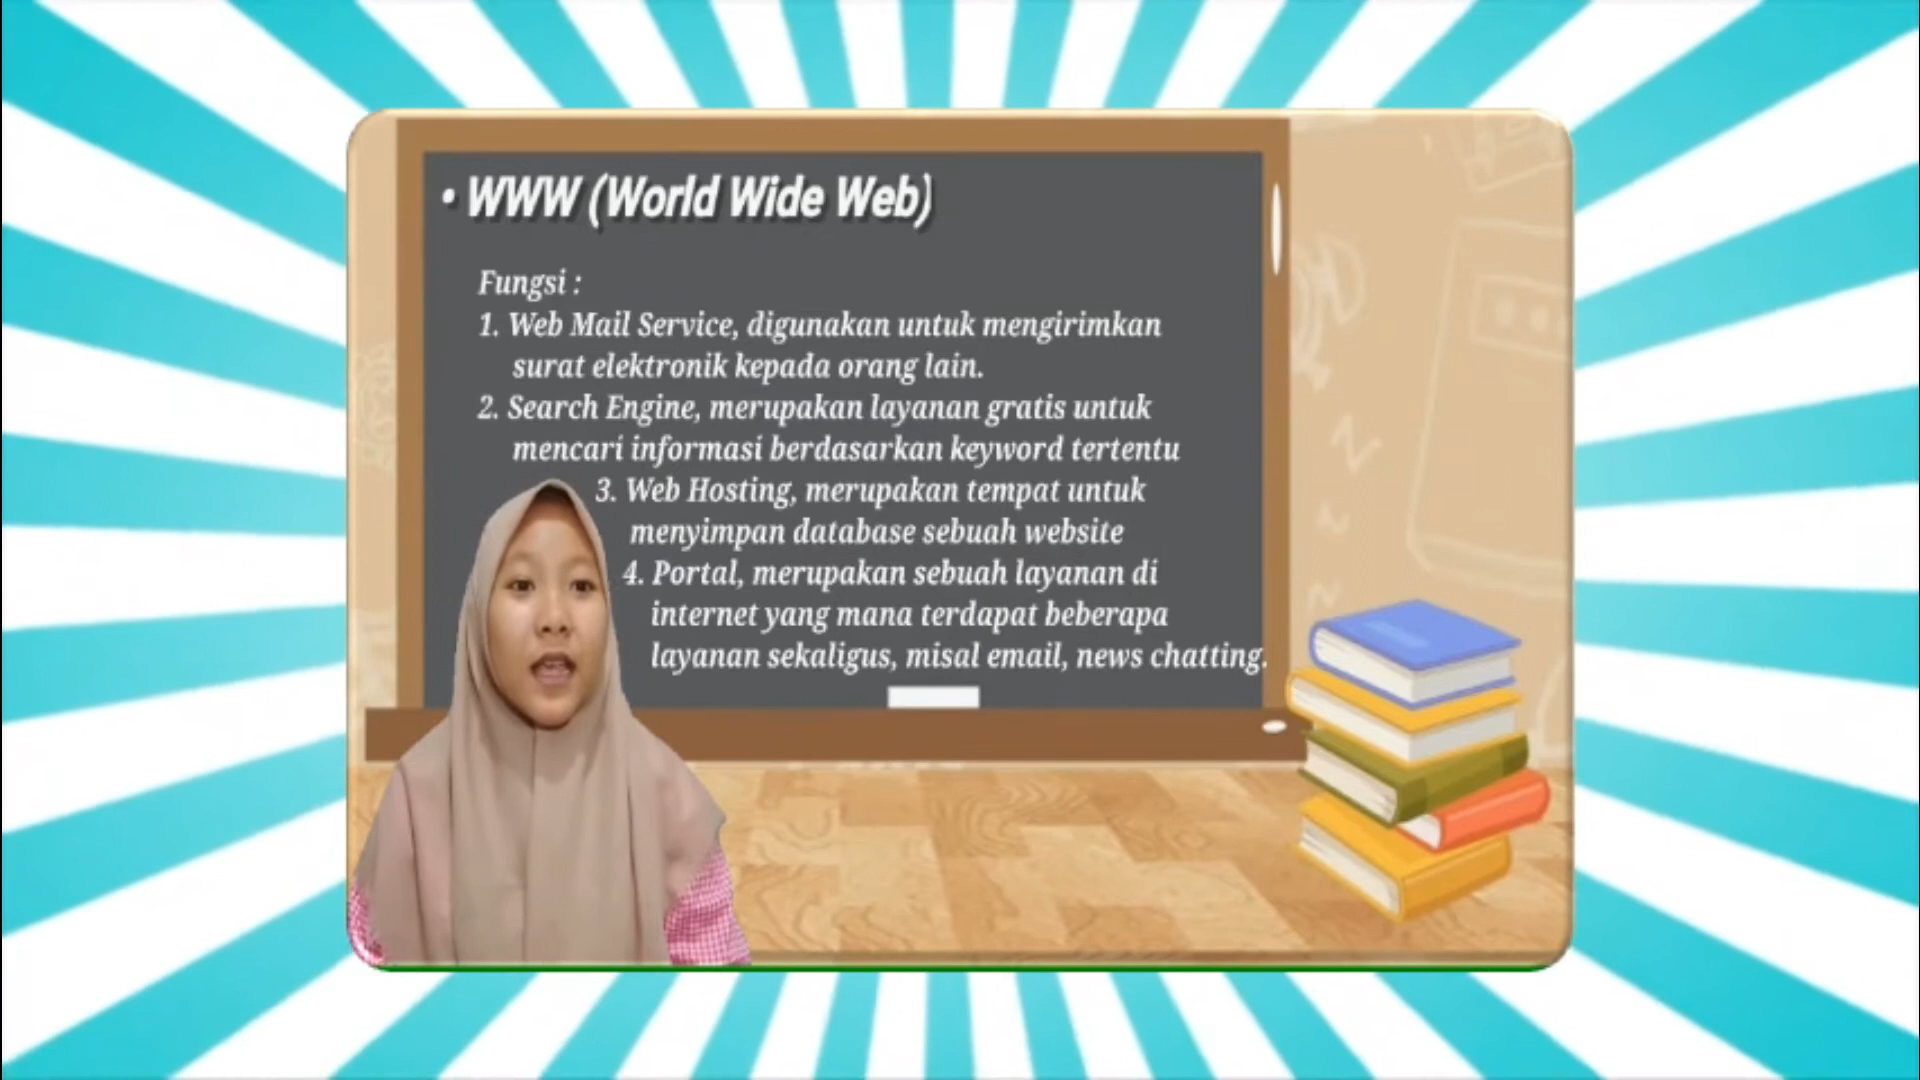 • WWW (World Wide Web)
Fungsi :
1. Web Mail Service, digunakan untuk mengirimkan
surat elektronik kepada orang lain.
2. Search Engine, merupakan layanan gratis untuk
mencari informasi berdasarkan keyword tertentu
3. Web Hosting, merupakan tempat untuk
menyimpan database sebuah website
4. Portal, merupakan sebuah layanan di
internet yang mana terdapat beberapa
layanan sekaligus, misal email, news chatting.